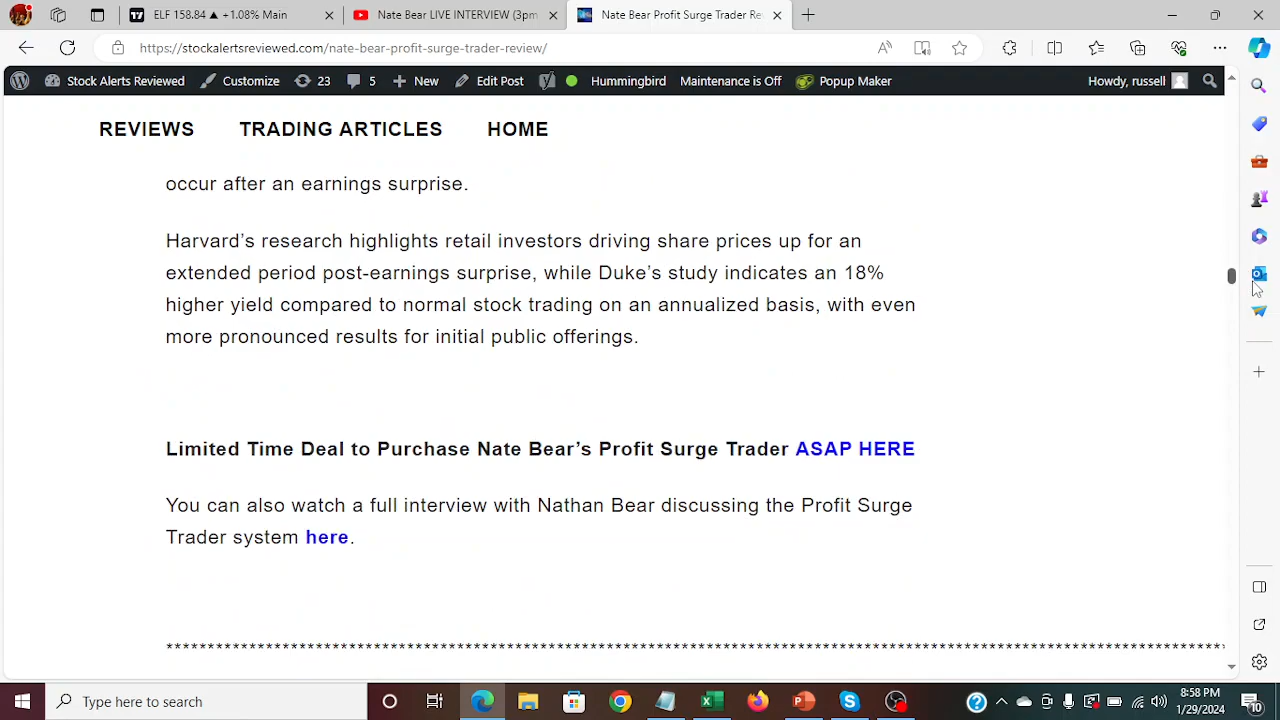 ELF 158.84 ▲ +1.08% Main
Nate Bear LIVE INTERVIEW (3pm
Nate Bear Profit Surge Trader Re
https://stockalertsreviewed.com/nate-bear-profit-surge-trader-review/
Stock Alerts Reviewed
Customize
23
5
New
Edit Post
Hummingbird
Maintenance is Off
Popup Maker
Howdy, russell
REVIEWS
TRADING ARTICLES
HOME
occur after an earnings surprise.
Harvard’s research highlights retail investors driving share prices up for an
extended period post-earnings surprise, while Duke’s study indicates an 18%
higher yield compared to normal stock trading on an annualized basis, with even
more pronounced results for initial public offerings.
Limited Time Deal to Purchase Nate Bear’s Profit Surge Trader ASAP HERE
You can also watch a full interview with Nathan Bear discussing the Profit Surge
Trader system here.
Type here to search
8:58 PM
1/29/2024
10